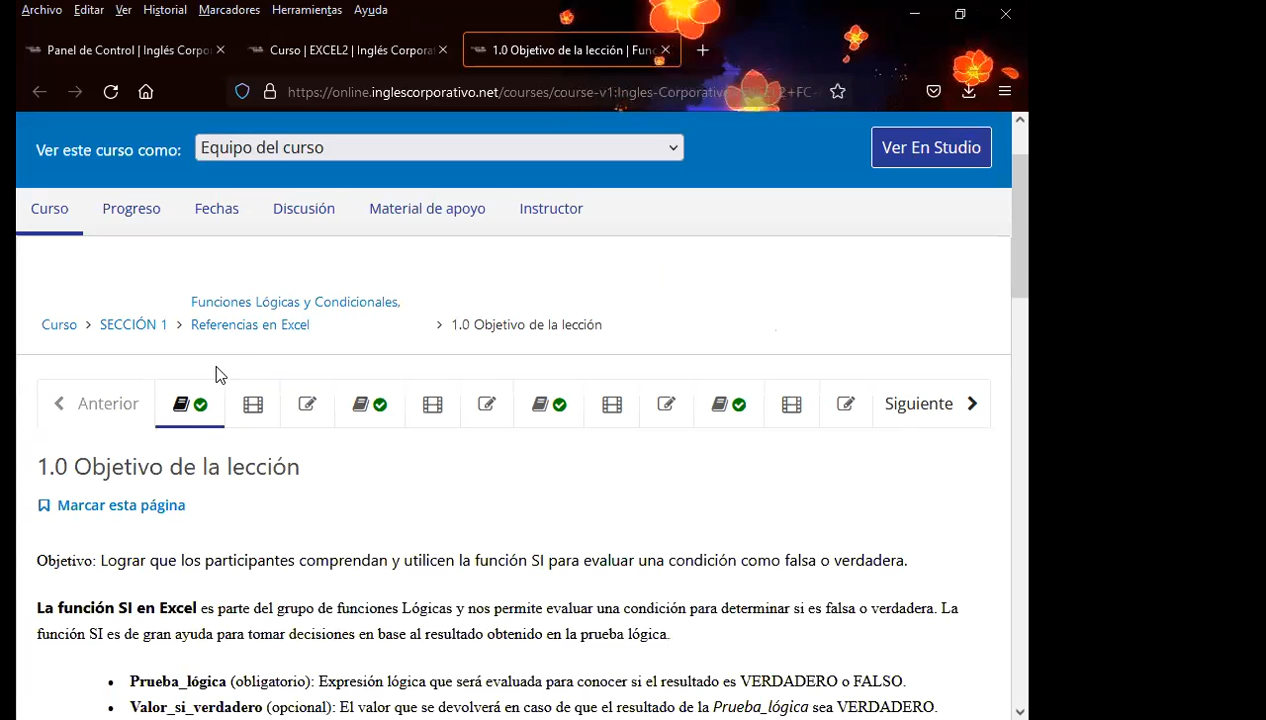 Archivo Editar Ver Historial Marcadores Herramientas Ayuda
Panel de Control | Inglés Corpo Curso | EXCEL2 | Inglés Corpora 1.0 Objetivo de la lección | Func
https://online.inglescorporativo.net/courses/course-v1:Ingles-Corporativo
Ver este curso como: Equipo del curso Ver En Studio
Curso Progreso Fechas Discusión Material de apoyo Instructor
Funciones Lógicas y Condicionales,
Curso > SECCIÓN 1 > Referencias en Excel > 1.0 Objetivo de la lección
Anterior Siguiente
1.0 Objetivo de la lección
Marcar esta página
Objetivo: Lograr que los participantes comprendan y utilicen la función SI para evaluar una condición como falsa o verdadera.
La función SI en Excel es parte del grupo de funciones Lógicas y nos permite evaluar una condición para determinar si es falsa o verdadera. La
función SI es de gran ayuda para tomar decisiones en base al resultado obtenido en la prueba lógica.
• Prueba_lógica (obligatorio): Expresión lógica que será evaluada para conocer si el resultado es VERDADERO o FALSO.
• Valor_si_verdadero (opcional): El valor que se devolverá en caso de que el resultado de la Prueba_lógica sea VERDADERO.